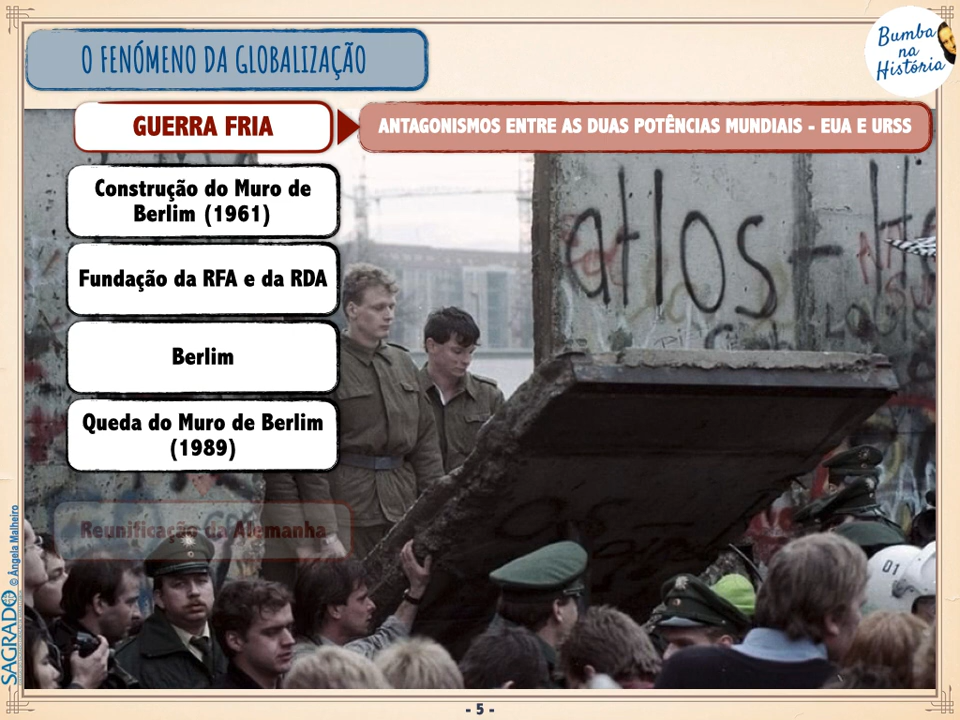 O FENÓMENO DA GLOBALIZAÇÃO
Bumba
na
História
GUERRA FRIA
ANTAGONISMOS ENTRE AS DUAS POTÊNCIAS MUNDIAIS - EUA E URSS
Construção do Muro de
Berlim (1961)
Fundação da RFA e da RDA
Berlim
Queda do Muro de Berlim
(1989)
Reunificação da Alemanha
atlos
01
SAGRADO
© Ângela Malheiro
- 5 -